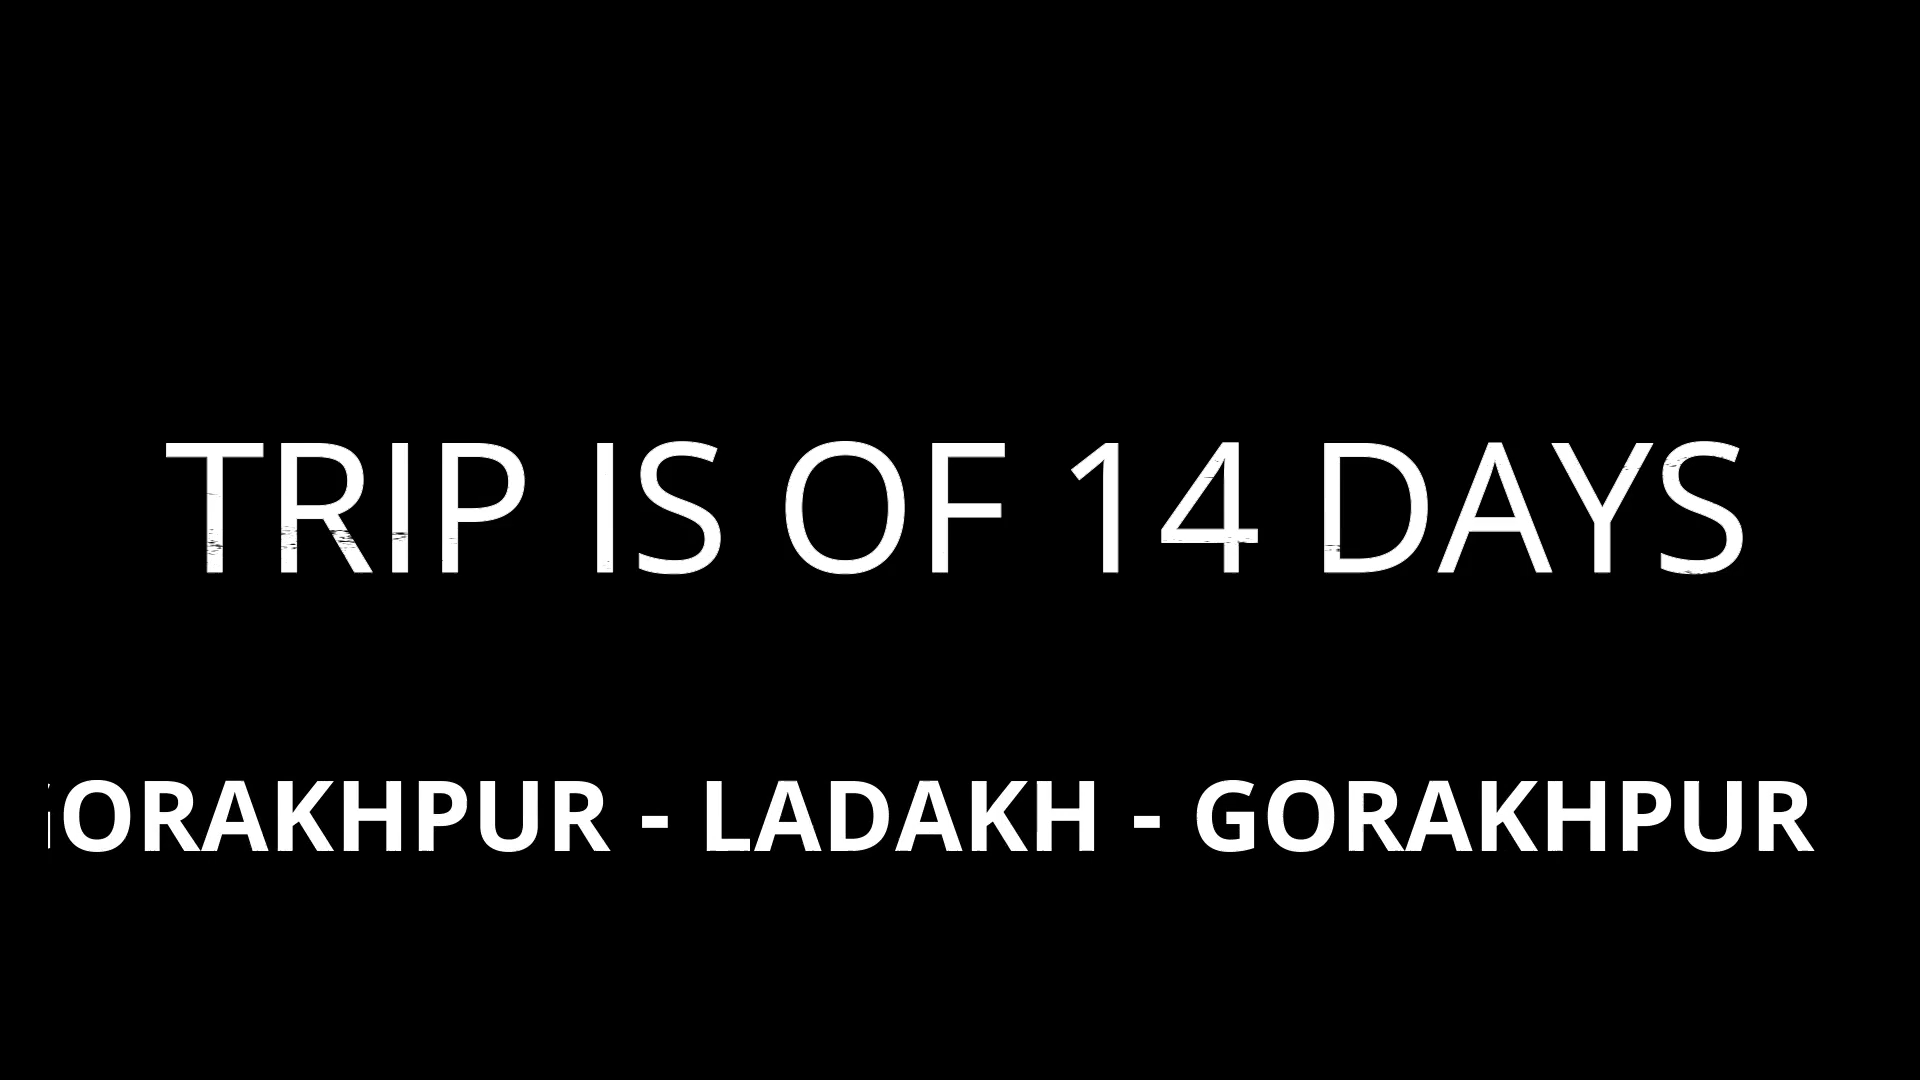 TRIP IS OF 14 DAYS
ORAKHPUR - LADAKH - GORAKHPUR